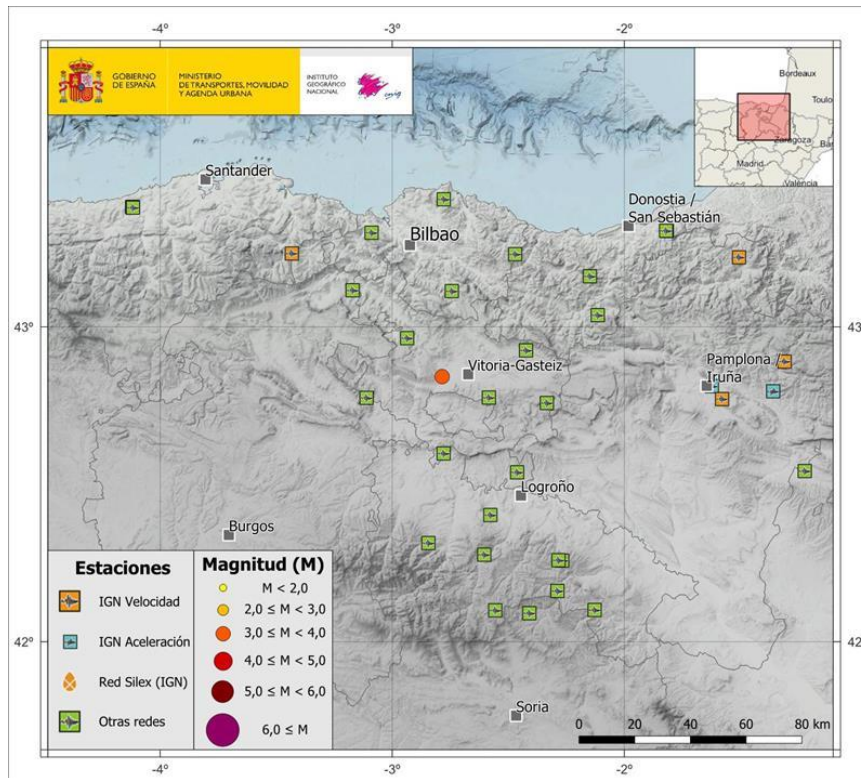 -4°
-3°
-2°
GOBIERNO
DE ESPAÑA
MINISTERIO
DE TRANSPORTES, MOVILIDAD
Y AGENDA URBANA
INSTITUTO
GEOGRÁFICO
NACIONAL
Bordeaux
Zaragoza
Madrid
València
Santander
Bilbao
Donostia /
San Sebastián
43°
43°
Vitoria-Gasteiz
Pamplona /
Iruña
Logroño
Burgos
Estaciones
IGN Velocidad
IGN Aceleración
Red Silex (IGN)
Otras redes
Magnitud (M)
M < 2,0
2,0 ≤ M < 3,0
3,0 ≤ M < 4,0
4,0 ≤ M < 5,0
5,0 ≤ M < 6,0
6,0 ≤ M
42°
42°
Soria
0 20 40 60 80 km
-4°
-3°
-2°